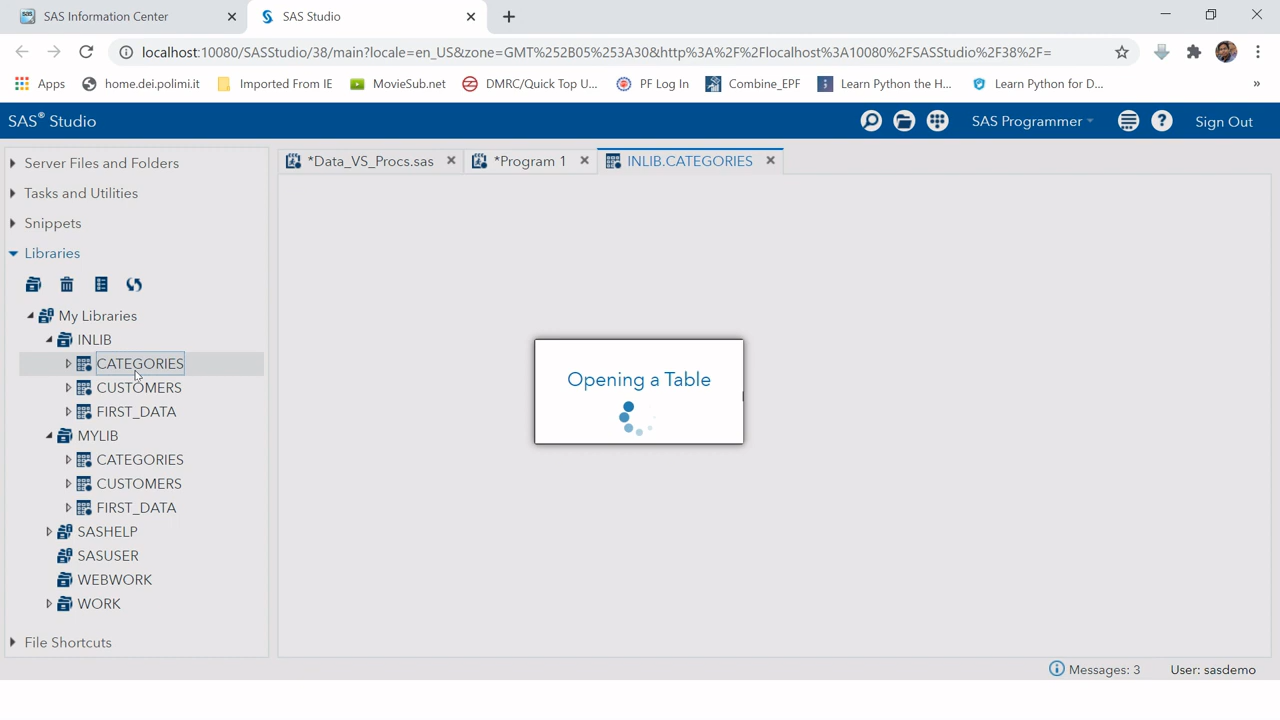 SAS Information Center
SAS Studio
localhost:10080/SASStudio/38/main?locale=en_US&zone=GMT%252B05%253A30&http%3A%2F%2Flocalhost%3A10080%2FSASStudio%2F38%2F=
Apps
home.dei.polimi.it
Imported From IE
MovieSub.net
DMRC/Quick Top U...
PF Log In
Combine_EPF
Learn Python the H...
Learn Python for D...
»
SAS® Studio
SAS Programmer
Sign Out
Server Files and Folders
Tasks and Utilities
Snippets
Libraries
My Libraries
INLIB
CATEGORIES
CUSTOMERS
FIRST_DATA
MYLIB
CATEGORIES
CUSTOMERS
FIRST_DATA
SASHELP
SASUSER
WEBWORK
WORK
File Shortcuts
*Data_VS_Procs.sas
*Program 1
INLIB.CATEGORIES
Opening a Table
Messages: 3
User: sasdemo